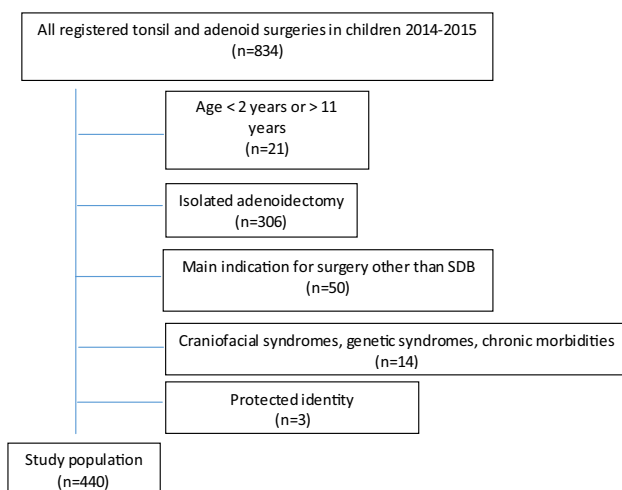 All registered tonsil and adenoid surgeries in children 2014-2015
(n=834)
Age < 2 years or > 11
years
(n=21)
Isolated adenoidectomy
(n=306)
Main indication for surgery other than SDB
(n=50)
Craniofacial syndromes, genetic syndromes, chronic morbidities
(n=14)
Protected identity
(n=3)
Study population
(n=440)